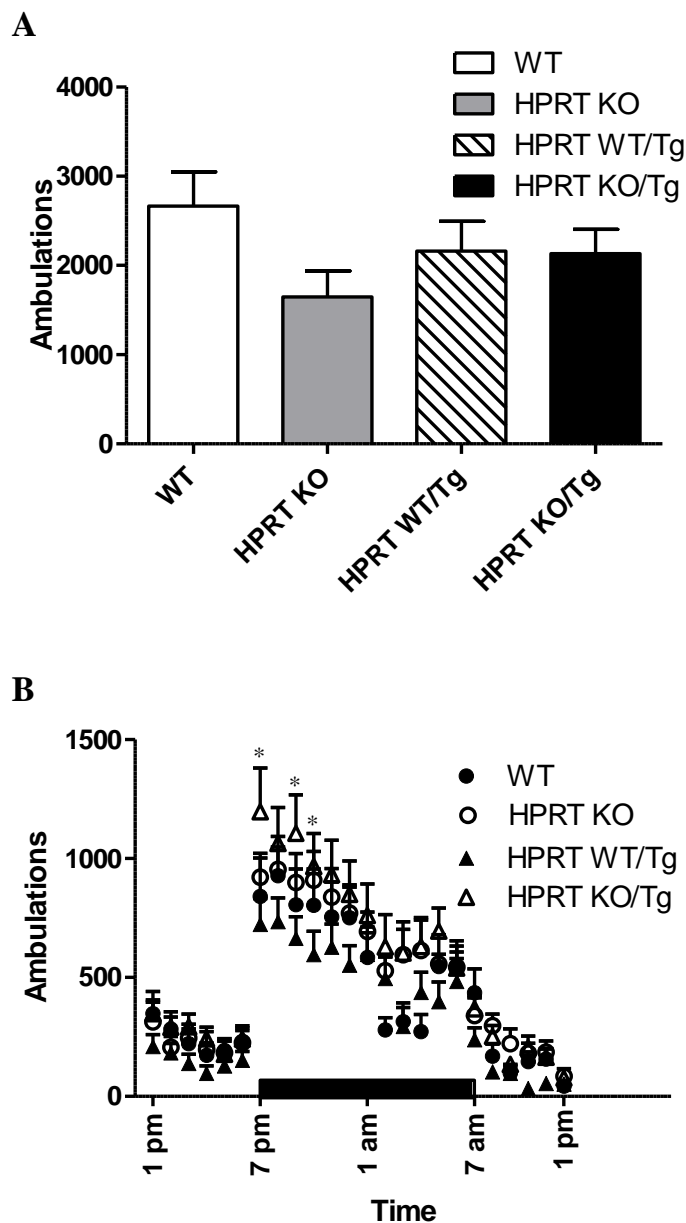 A
WT
HPRT KO
HPRT WT/Tg
HPRT KO/Tg
4000
3000
2000
1000
0
Ambulations
WT
HPRT KO
HPRT WT/Tg
HPRT KO/Tg
B
1500
1000
500
0
Ambulations
*
*
*
WT
HPRT KO
HPRT WT/Tg
HPRT KO/Tg
1 pm
7 pm
1 am
7 am
1 pm
Time